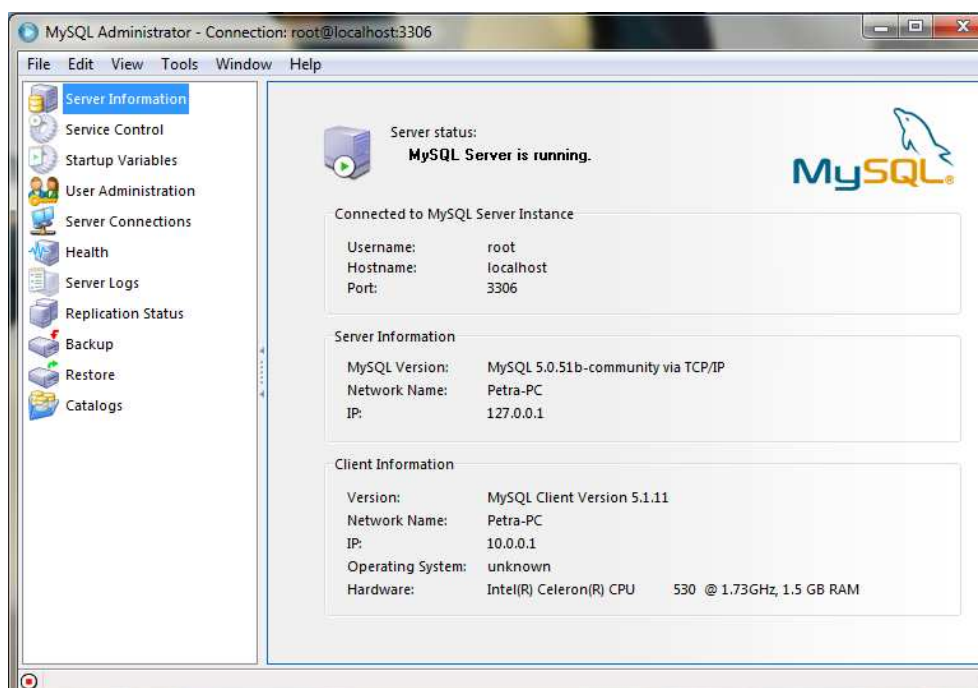 MySQL Administrator - Connection: root@localhost:3306
File Edit View Tools Window Help
Server Information
Service Control
Startup Variables
User Administration
Server Connections
Health
Server Logs
Replication Status
Backup
Restore
Catalogs
Server status:
MySQL Server is running.
MySQL®
Connected to MySQL Server Instance
Username: root
Hostname: localhost
Port: 3306
Server Information
MySQL Version: MySQL 5.0.51b-community via TCP/IP
Network Name: Petra-PC
IP: 127.0.0.1
Client Information
Version: MySQL Client Version 5.1.11
Network Name: Petra-PC
IP: 10.0.0.1
Operating System: unknown
Hardware: Intel(R) Celeron(R) CPU 530 @ 1.73GHz, 1.5 GB RAM